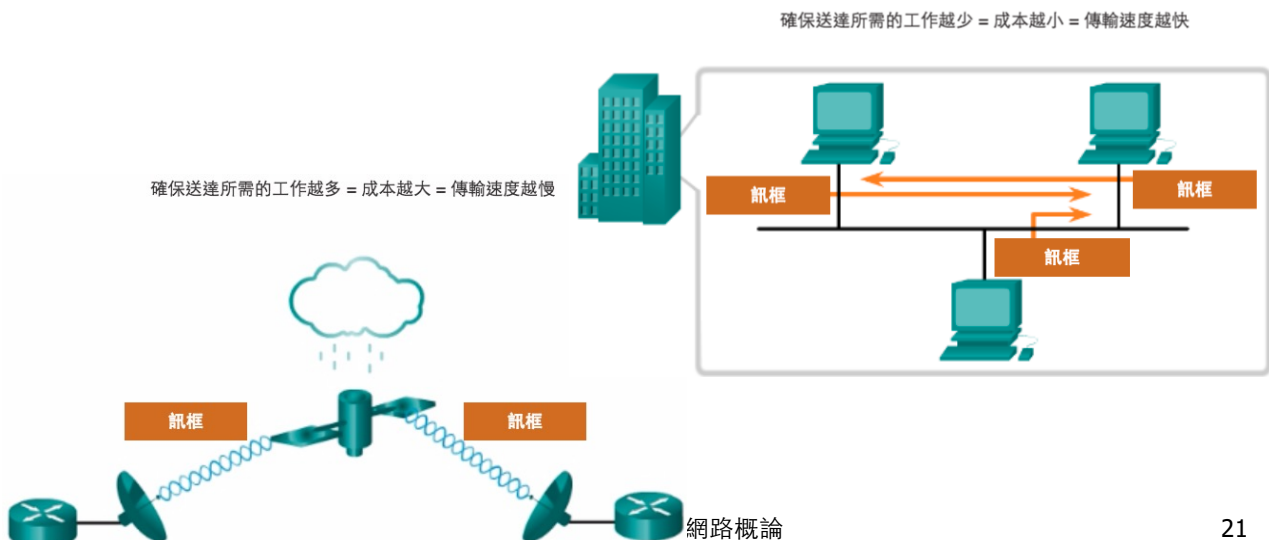 確保送達所需的工作越少 = 成本越小 = 傳輸速度越快
訊框
訊框
訊框
確保送達所需的工作越多 = 成本越大 = 傳輸速度越慢
訊框
訊框
網路概論
21